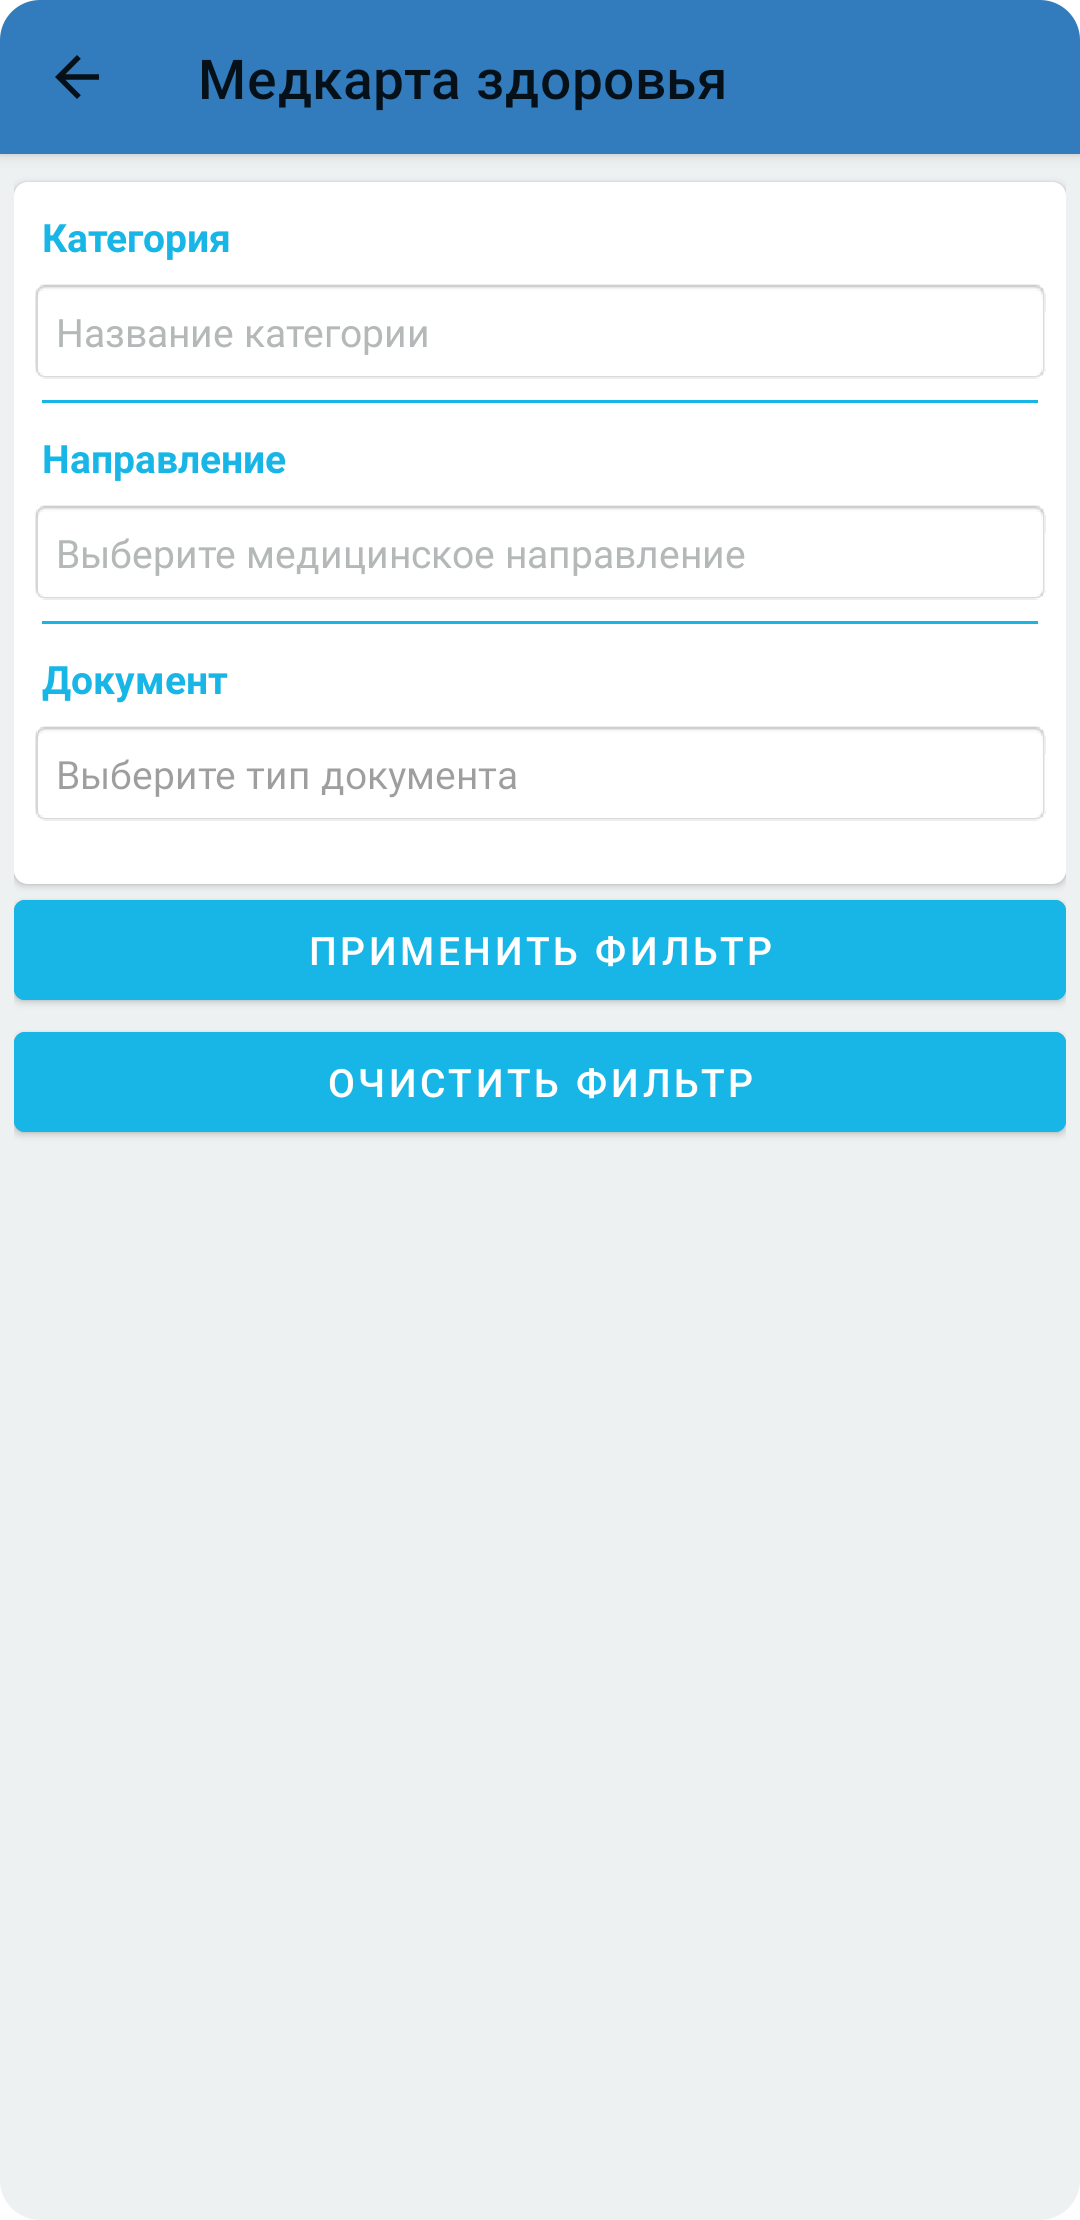 Медкарта здоровья
Категория
Название категории
Направление
Выберите медицинское направление
Документ
Выберите тип документа
ПРИМЕНИТЬ ФИЛЬТР
ОЧИСТИТЬ ФИЛЬТР